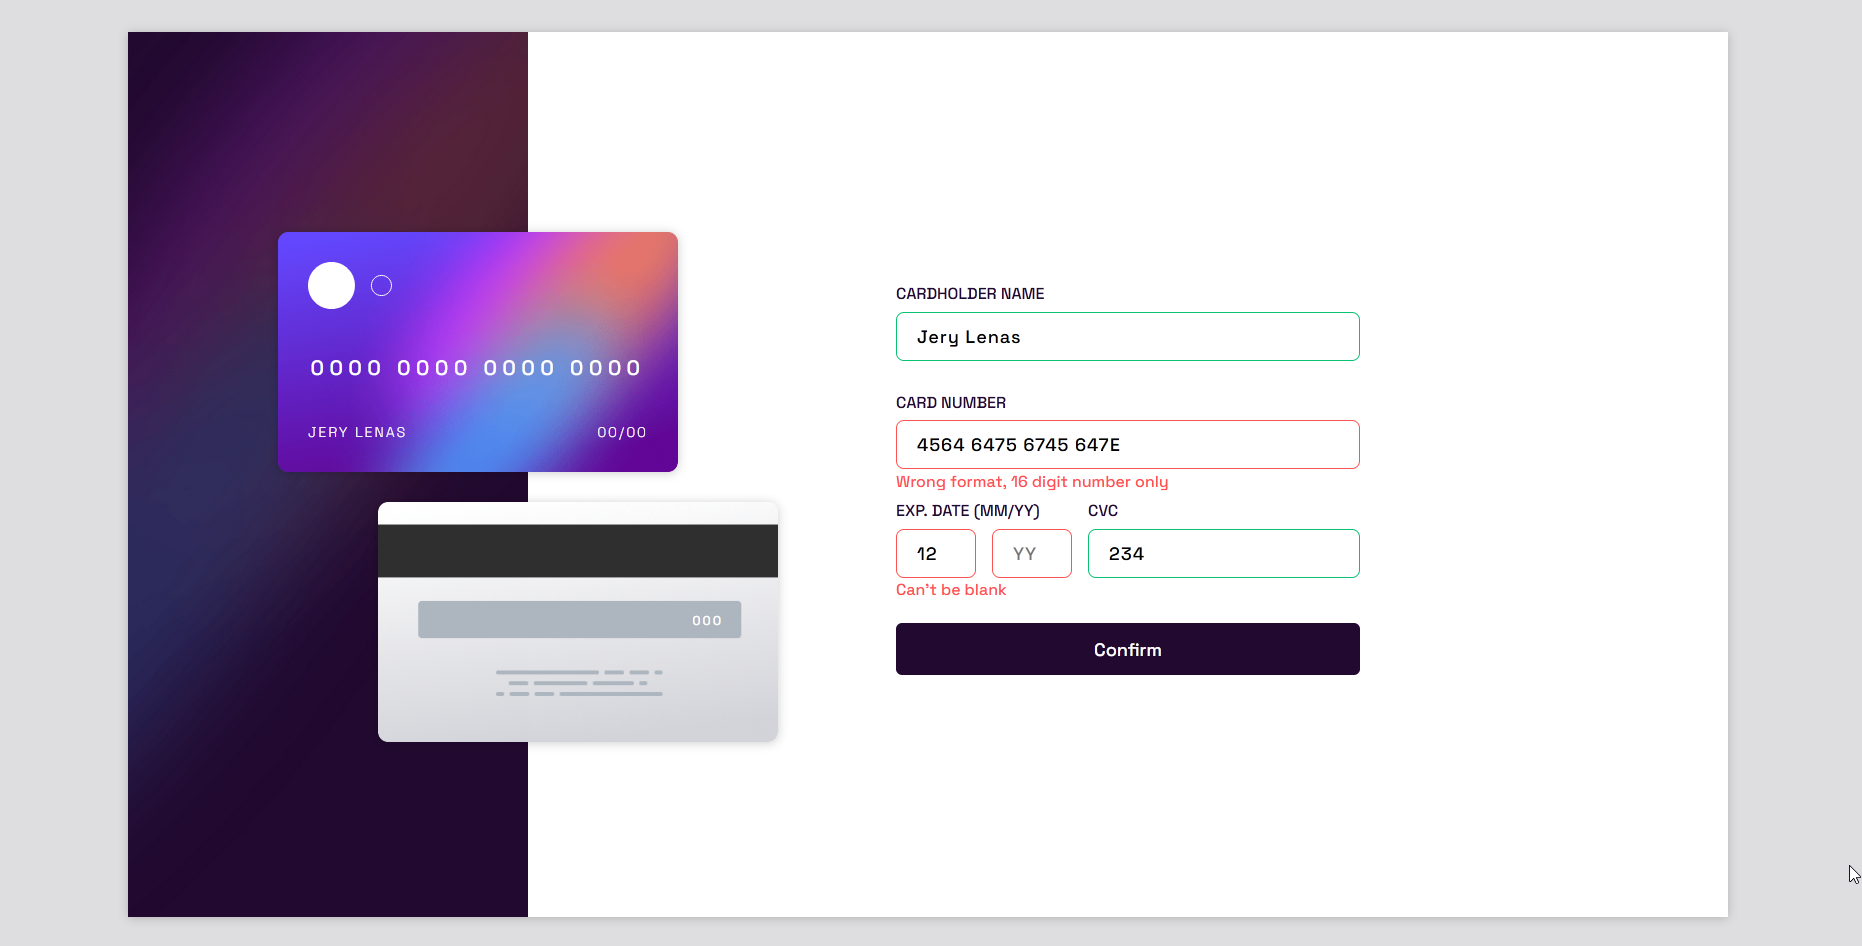 0000 0000 0000 0000
JERY LENAS 00/00
000
CARDHOLDER NAME
Jery Lenas
CARD NUMBER
4564 6475 6745 647E
Wrong format, 16 digit number only
EXP. DATE (MM/YY) CVC
12 YY 234
Can't be blank
Confirm